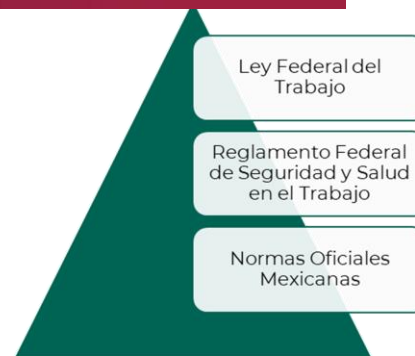 Ley Federal del
Trabajo
Reglamento Federal
de Seguridad y Salud
en el Trabajo
Normas Oficiales
Mexicanas